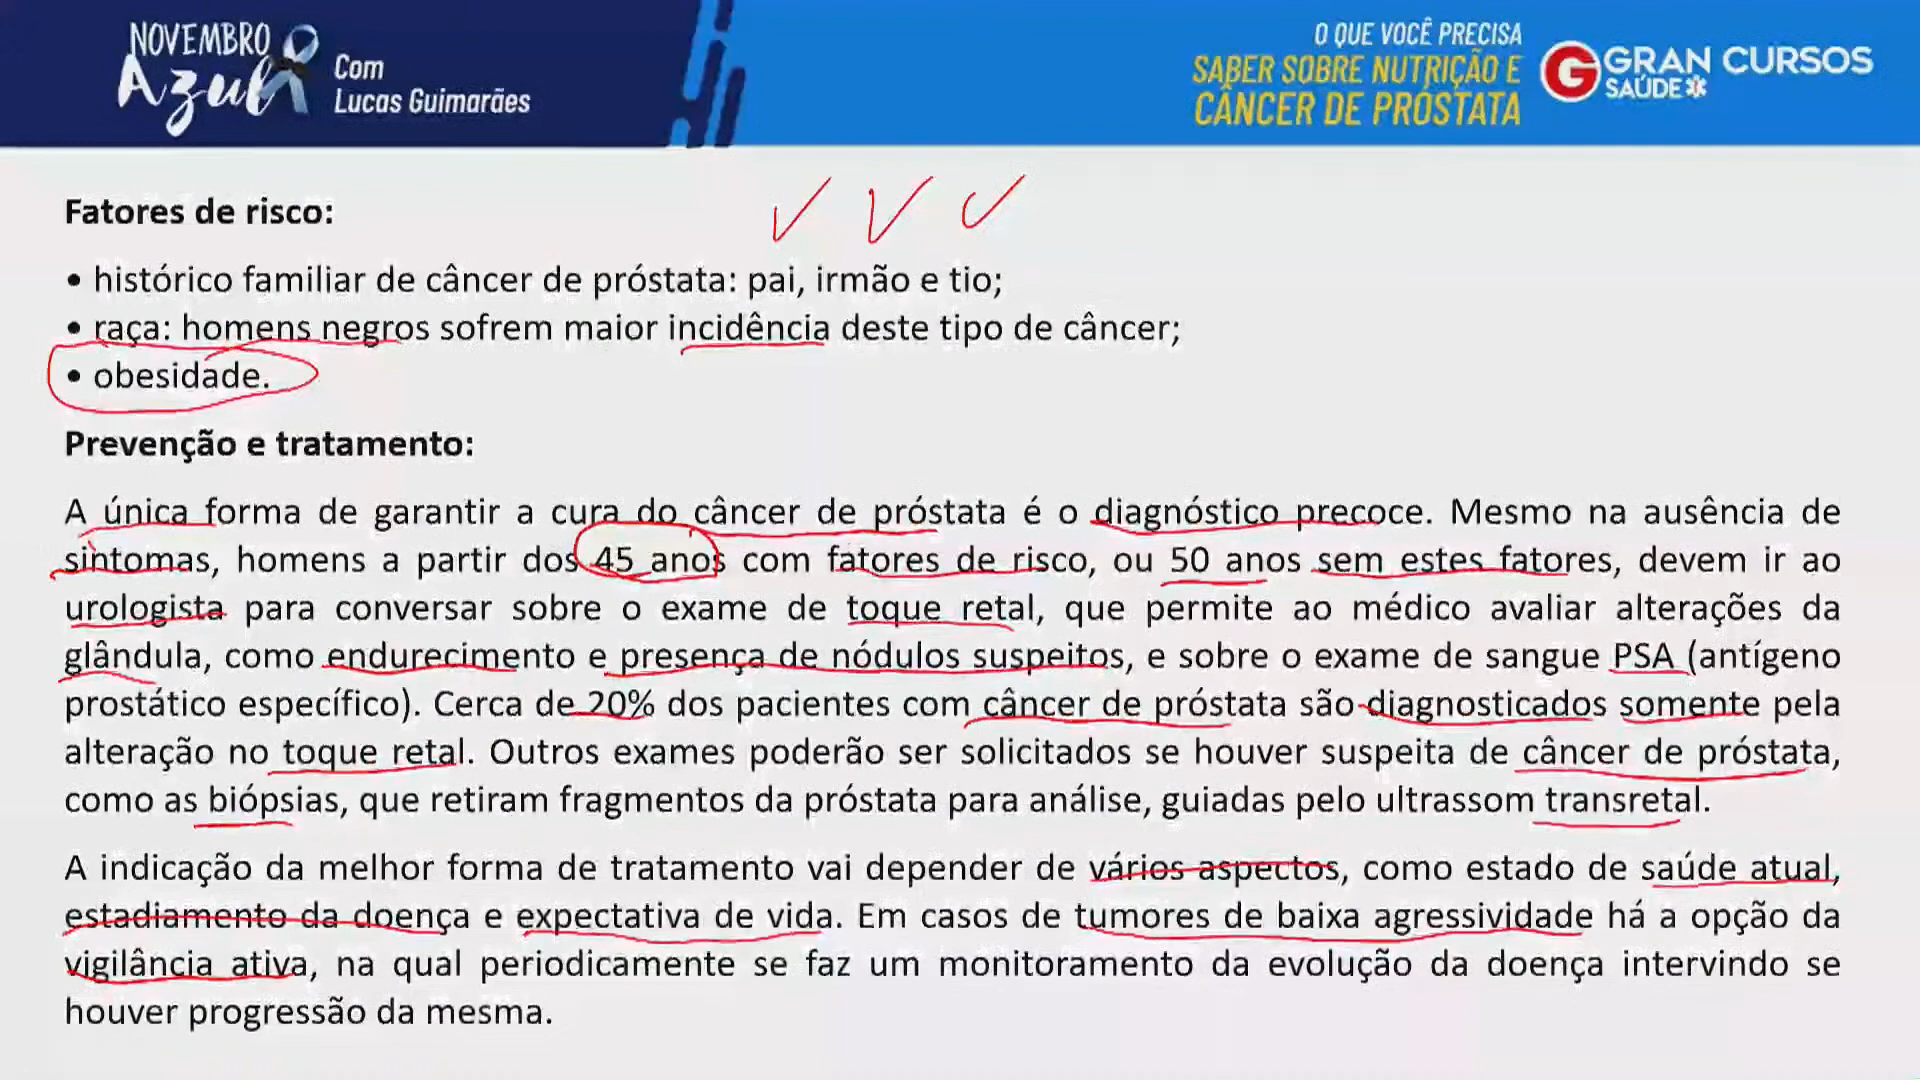 NOVEMBRO
Azul
Com
Lucas Guimarães
O QUE VOCÊ PRECISA
SABER SOBRE NUTRIÇÃO E
CÂNCER DE PRÓSTATA
GRAN CURSOS
SAÚDE
Fatores de risco:
• histórico familiar de câncer de próstata: pai, irmão e tio;
• raça: homens negros sofrem maior incidência deste tipo de câncer;
• obesidade.
Prevenção e tratamento:
A única forma de garantir a cura do câncer de próstata é o diagnóstico precoce. Mesmo na ausência de
sintomas, homens a partir dos 45 anos com fatores de risco, ou 50 anos sem estes fatores, devem ir ao
urologista para conversar sobre o exame de toque retal, que permite ao médico avaliar alterações da
glândula, como endurecimento e presença de nódulos suspeitos, e sobre o exame de sangue PSA (antígeno
prostático específico). Cerca de 20% dos pacientes com câncer de próstata são diagnosticados somente pela
alteração no toque retal. Outros exames poderão ser solicitados se houver suspeita de câncer de próstata,
como as biópsias, que retiram fragmentos da próstata para análise, guiadas pelo ultrassom transretal.
A indicação da melhor forma de tratamento vai depender de vários aspectos, como estado de saúde atual,
estadiamento da doença e expectativa de vida. Em casos de tumores de baixa agressividade há a opção da
vigilância ativa, na qual periodicamente se faz um monitoramento da evolução da doença intervindo se
houver progressão da mesma.